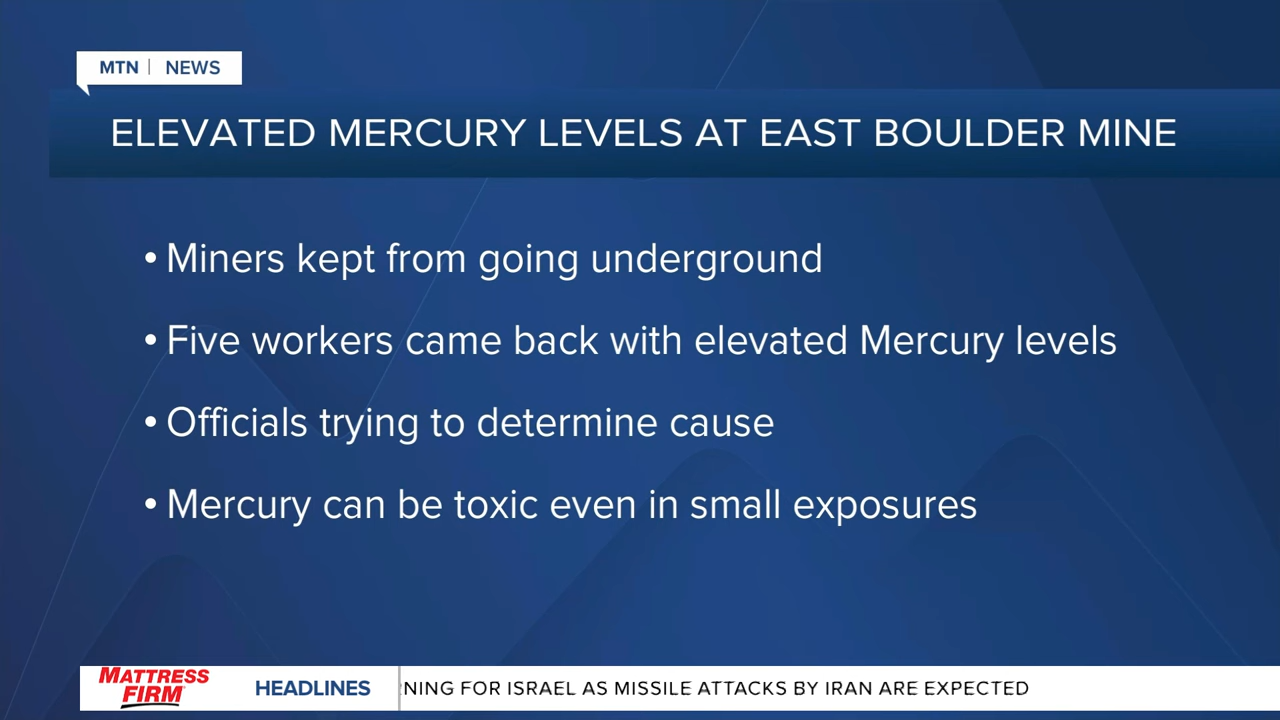 MTN | NEWS
ELEVATED MERCURY LEVELS AT EAST BOULDER MINE
• Miners kept from going underground
• Five workers came back with elevated Mercury levels
• Officials trying to determine cause
• Mercury can be toxic even in small exposures
MATTRESS
FIRM
HEADLINES
NING FOR ISRAEL AS MISSILE ATTACKS BY IRAN ARE EXPECTED